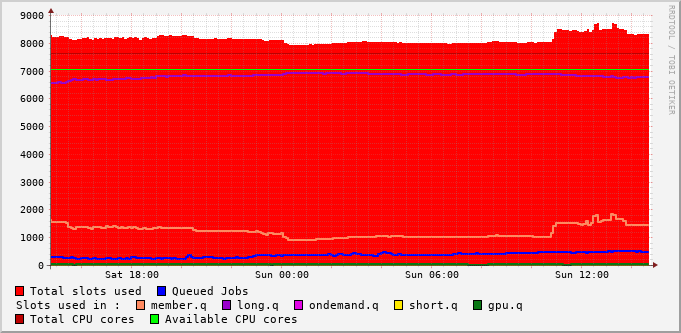 9000
8000
7000
6000
5000
4000
3000
2000
1000
0
Sat 18:00 Sun 00:00 Sun 06:00 Sun 12:00
RRDTOOL / TOBI OETIKER
Total slots used Queued Jobs
Slots used in : member.q long.q ondemand.q short.q gpu.q
Total CPU cores Available CPU cores